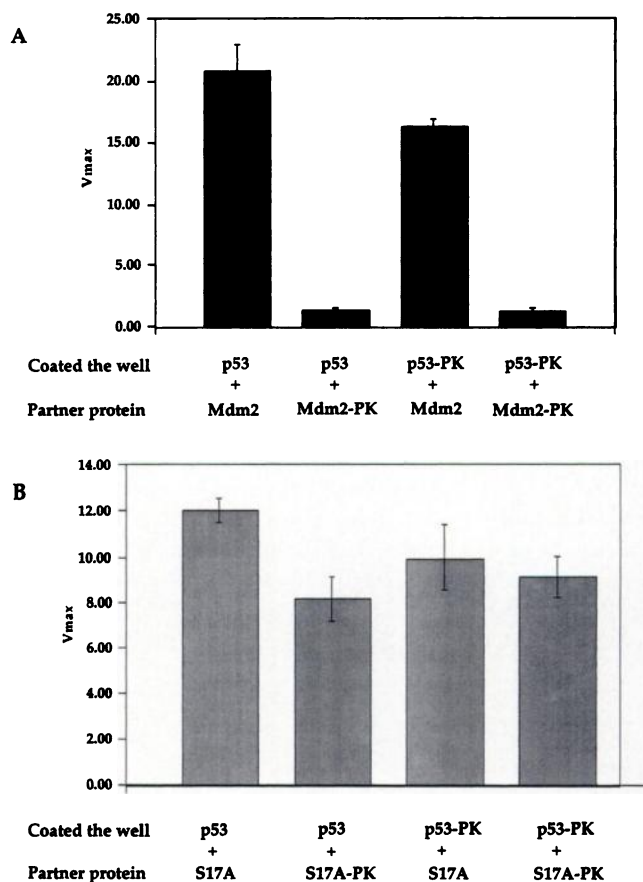 A
25.00
20.00
15.00
10.00
5.00
0.00
Vmax
Coated the well p53 p53 p53-PK p53-PK
+ + + +
Partner protein Mdm2 Mdm2-PK Mdm2 Mdm2-PK
B
14.00
12.00
10.00
8.00
6.00
4.00
2.00
0.00
Vmax
Coated the well p53 p53 p53-PK p53-PK
+ + + +
Partner protein S17A S17A-PK S17A S17A-PK